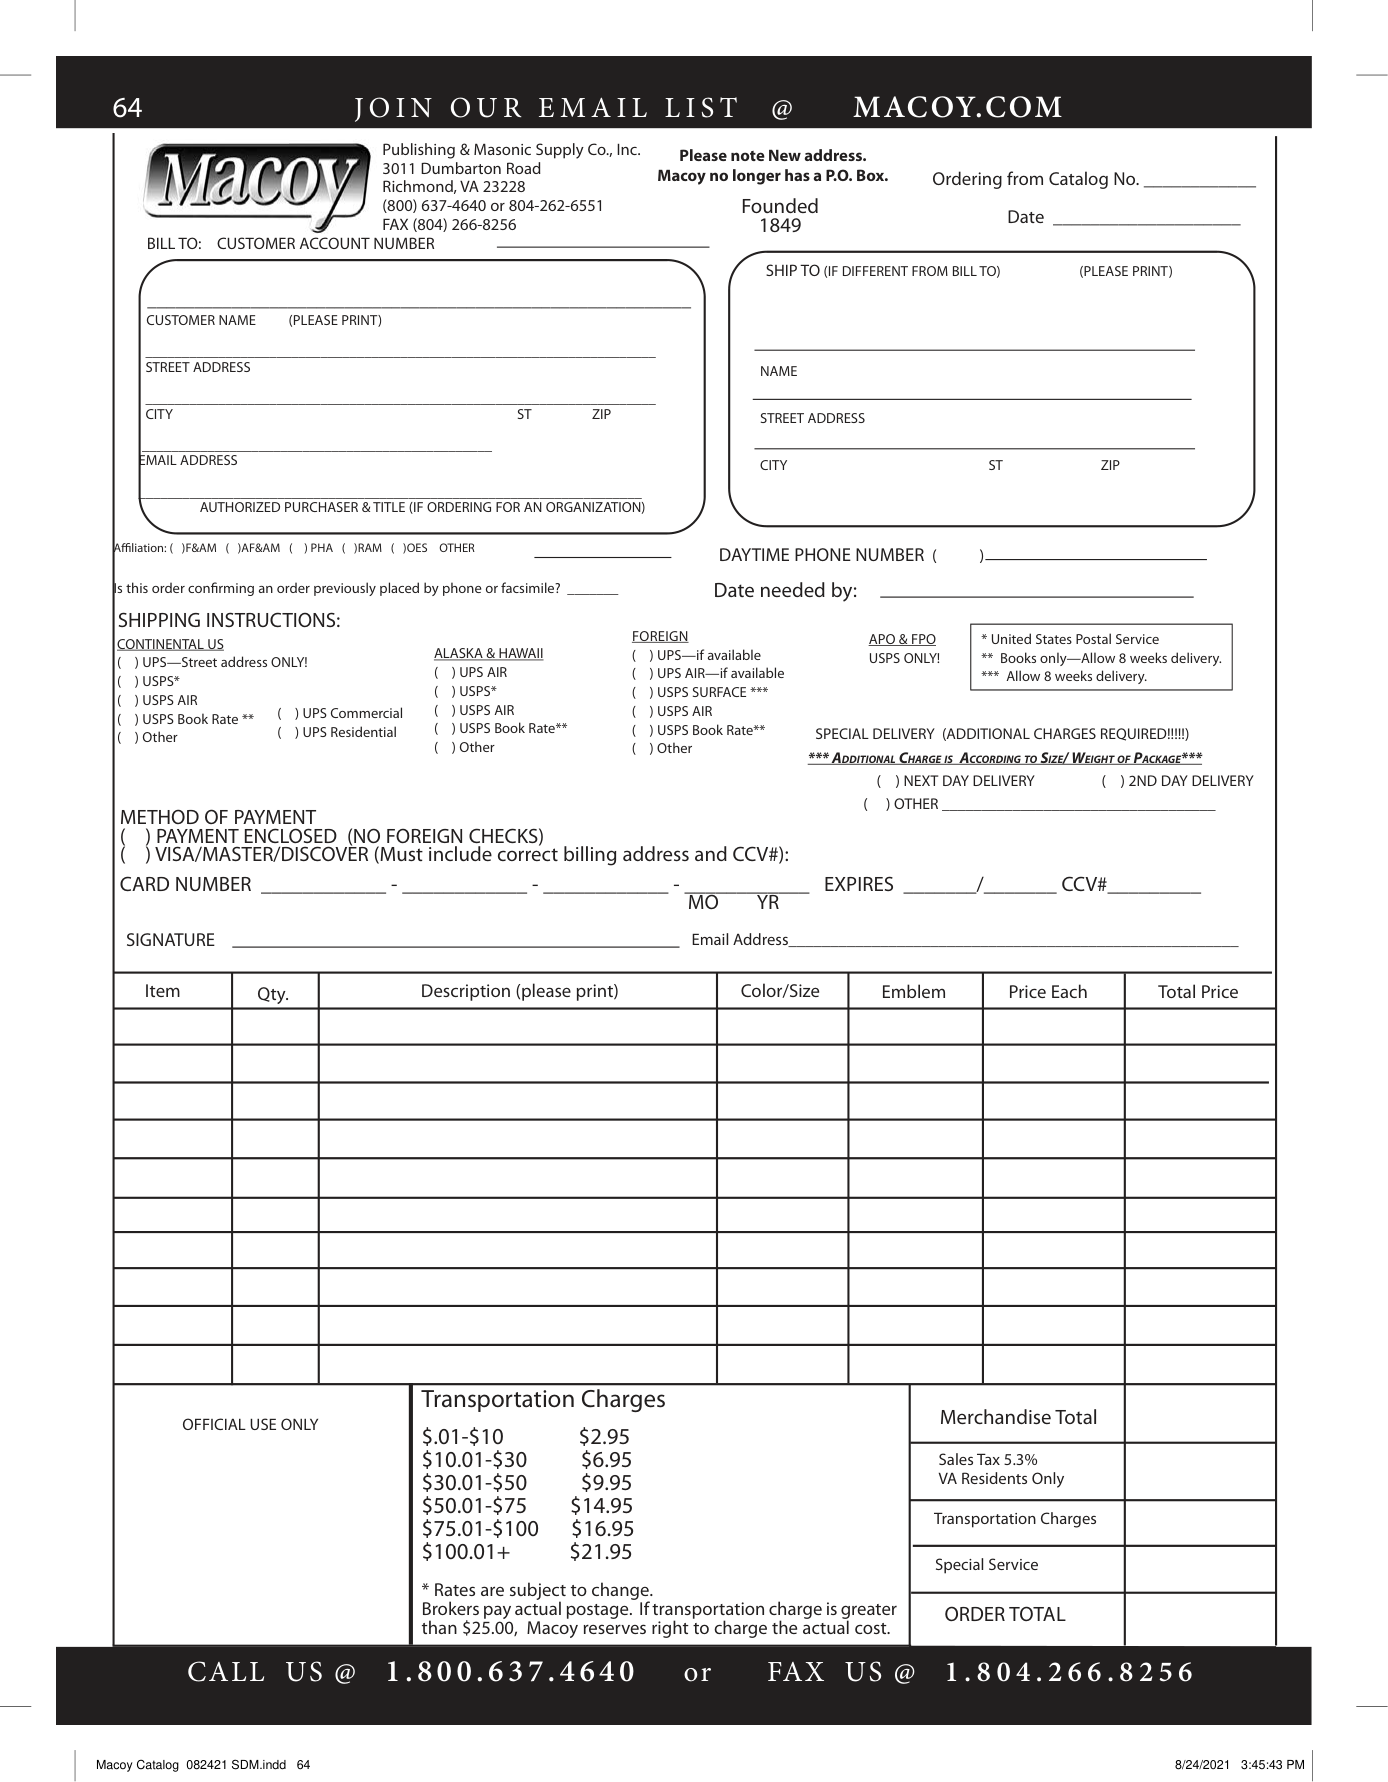 64 JOIN OUR EMAIL LIST @ MACOY.COM
Macoy
Publishing & Masonic Supply Co., Inc.
3011 Dumbarton Road
Richmond, VA 23228
(800) 637-4640 or 804-262-6551
FAX (804) 266-8256
Please note New address.
Macoy no longer has a P.O. Box.
Founded
1849
Ordering from Catalog No. ____________
Date ____________________
BILL TO: CUSTOMER ACCOUNT NUMBER
CUSTOMER NAME (PLEASE PRINT)
STREET ADDRESS
CITY ST ZIP
EMAIL ADDRESS
AUTHORIZED PURCHASER & TITLE (IF ORDERING FOR AN ORGANIZATION)
SHIP TO (IF DIFFERENT FROM BILL TO) (PLEASE PRINT)
NAME
STREET ADDRESS
CITY ST ZIP
Affiliation: ( )F&AM ( )AF&AM ( ) PHA ( )RAM ( )OES OTHER
DAYTIME PHONE NUMBER ( )
Is this order confirming an order previously placed by phone or facsimile? _______
Date needed by:
SHIPPING INSTRUCTIONS:
CONTINENTAL US
( ) UPS—Street address ONLY!
( ) USPS*
( ) USPS AIR
( ) USPS Book Rate **
( ) Other
( ) UPS Commercial
( ) UPS Residential
ALASKA & HAWAII
( ) UPS AIR
( ) USPS*
( ) USPS AIR
( ) USPS Book Rate**
( ) Other
FOREIGN
( ) UPS—if available
( ) UPS AIR—if available
( ) USPS SURFACE ***
( ) USPS AIR
( ) USPS Book Rate**
( ) Other
APO & FPO
USPS ONLY!
* United States Postal Service
** Books only—Allow 8 weeks delivery.
*** Allow 8 weeks delivery.
SPECIAL DELIVERY (ADDITIONAL CHARGES REQUIRED!!!!!)
*** ADDITIONAL CHARGE IS ACCORDING TO SIZE/ WEIGHT OF PACKAGE***
( ) NEXT DAY DELIVERY ( ) 2ND DAY DELIVERY
( ) OTHER ________________________________
METHOD OF PAYMENT
( ) PAYMENT ENCLOSED (NO FOREIGN CHECKS)
( ) VISA/MASTER/DISCOVER (Must include correct billing address and CCV#):
CARD NUMBER ____________ - ____________ - ____________ - ____________ EXPIRES _______/_______ CCV#_________
MO YR
SIGNATURE Email Address__________________________________________________
Item Qty. Description (please print) Color/Size Emblem Price Each Total Price
OFFICIAL USE ONLY
Transportation Charges
$.01-$10 $2.95
$10.01-$30 $6.95
$30.01-$50 $9.95
$50.01-$75 $14.95
$75.01-$100 $16.95
$100.01+ $21.95
* Rates are subject to change.
Brokers pay actual postage. If transportation charge is greater
than $25.00, Macoy reserves right to charge the actual cost.
Merchandise Total
Sales Tax 5.3%
VA Residents Only
Transportation Charges
Special Service
ORDER TOTAL
CALL US @ 1.800.637.4640 or FAX US @ 1.804.266.8256
Macoy Catalog 082421 SDM.indd 64
8/24/2021 3:45:43 PM